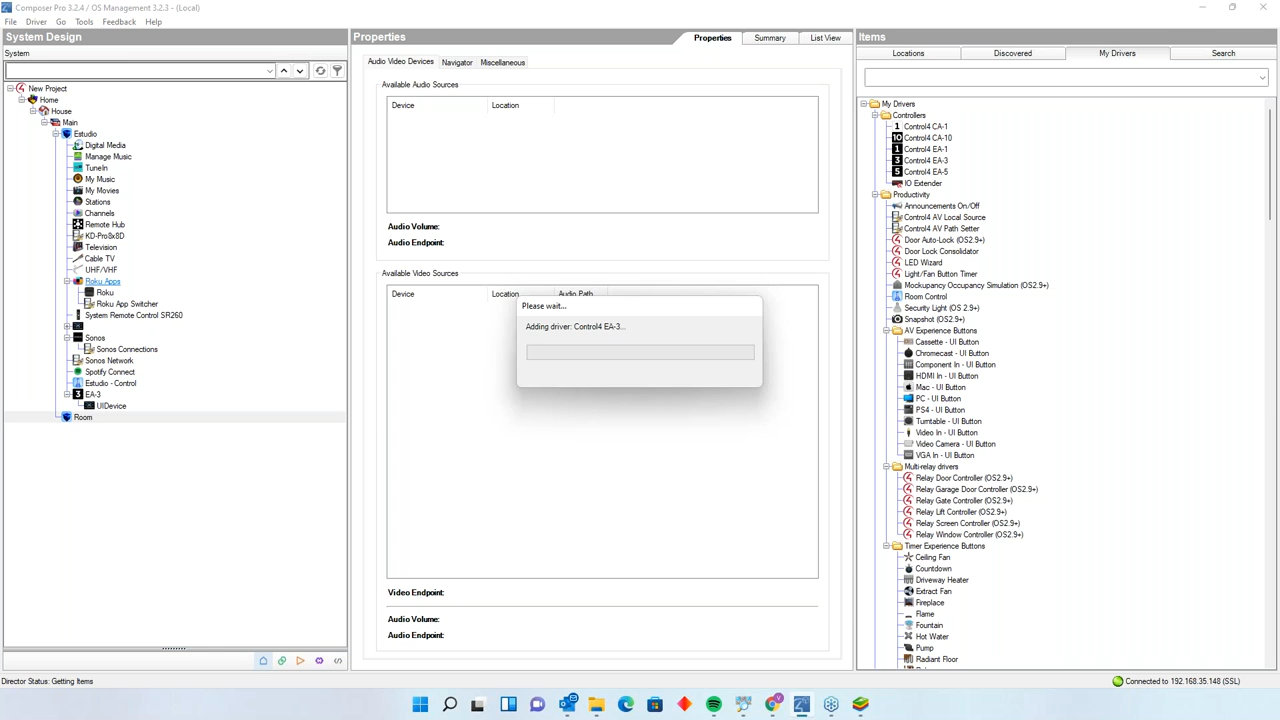 Composer Pro 3.2.4 / OS Management 3.2.3 - (Local)
File Driver Go Tools Feedback Help
System Design
System
New Project
Home
House
Main
Estudio
Digital Media
Manage Music
TuneIn
My Music
My Movies
Stations
Channels
Remote Hub
KD-Pro8x8D
Television
Cable TV
UHF/VHF
Roku Apps
Roku
Roku App Switcher
System Remote Control SR260
Sonos
Sonos Connections
Sonos Network
Spotify Connect
Estudio - Control
EA-3
UIDevice
Room
Properties
Properties Summary List View
Audio Video Devices Navigator Miscellaneous
Available Audio Sources
Device Location
Audio Volume:
Audio Endpoint:
Available Video Sources
Device Location Audio Path
Please wait...
Adding driver: Control4 EA-3...
Video Endpoint:
Audio Volume:
Audio Endpoint:
Items
Locations Discovered My Drivers Search
My Drivers
Controllers
1 Control4 CA-1
10 Control4 CA-10
1 Control4 EA-1
3 Control4 EA-3
5 Control4 EA-5
IO Extender
Productivity
Announcements On/Off
Control4 AV Local Source
Control4 AV Path Setter
Door Auto-Lock (OS2.9+)
Door Lock Consolidator
LED Wizard
Light/Fan Button Timer
Mockupancy Occupancy Simulation (OS2.9+)
Room Control
Security Light (OS 2.9+)
Snapshot (OS2.9+)
AV Experience Buttons
Cassette - UI Button
Chromecast - UI Button
Component In - UI Button
HDMI In - UI Button
Mac - UI Button
PC - UI Button
PS4 - UI Button
Turntable - UI Button
Video In - UI Button
Video Camera - UI Button
VGA In - UI Button
Multi-relay drivers
Relay Door Controller (OS2.9+)
Relay Garage Door Controller (OS2.9+)
Relay Gate Controller (OS2.9+)
Relay Lift Controller (OS2.9+)
Relay Screen Controller (OS2.9+)
Relay Window Controller (OS2.9+)
Timer Experience Buttons
Ceiling Fan
Countdown
Driveway Heater
Extract Fan
Fireplace
Flame
Fountain
Hot Water
Pump
Radiant Floor
Director Status: Getting Items
Connected to 192.168.35.148 (SSL)